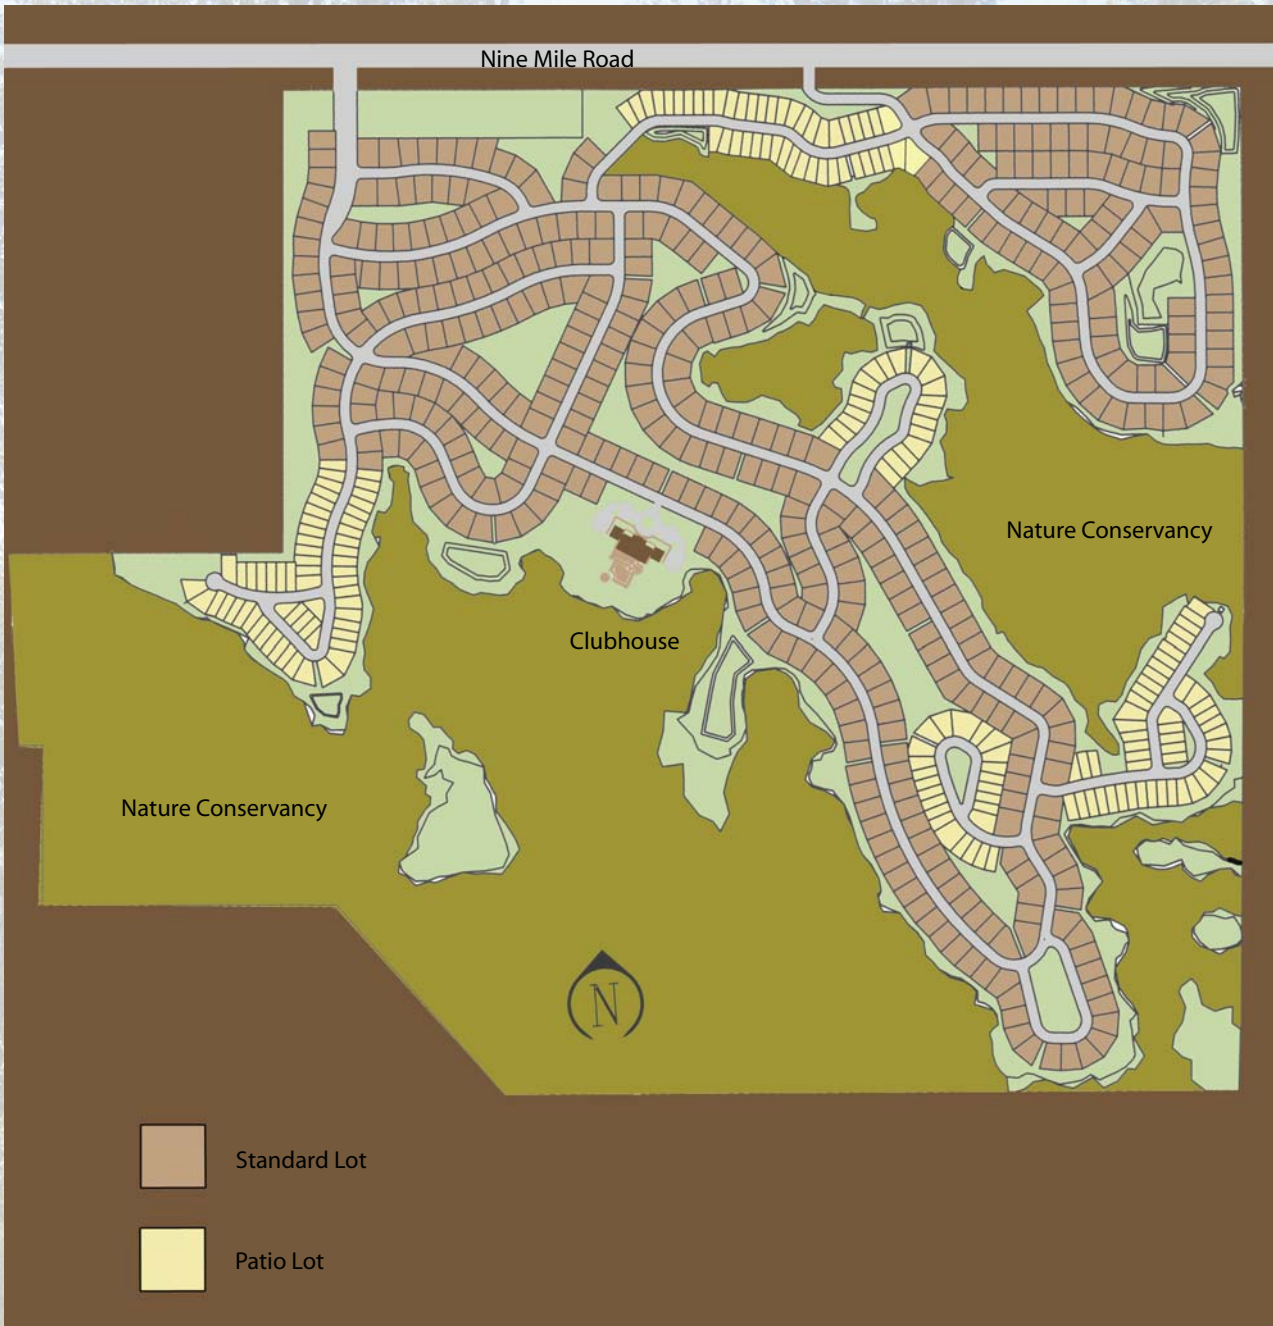 Nine Mile Road
Nature Conservancy
Clubhouse
Nature Conservancy
N
Standard Lot
Patio Lot